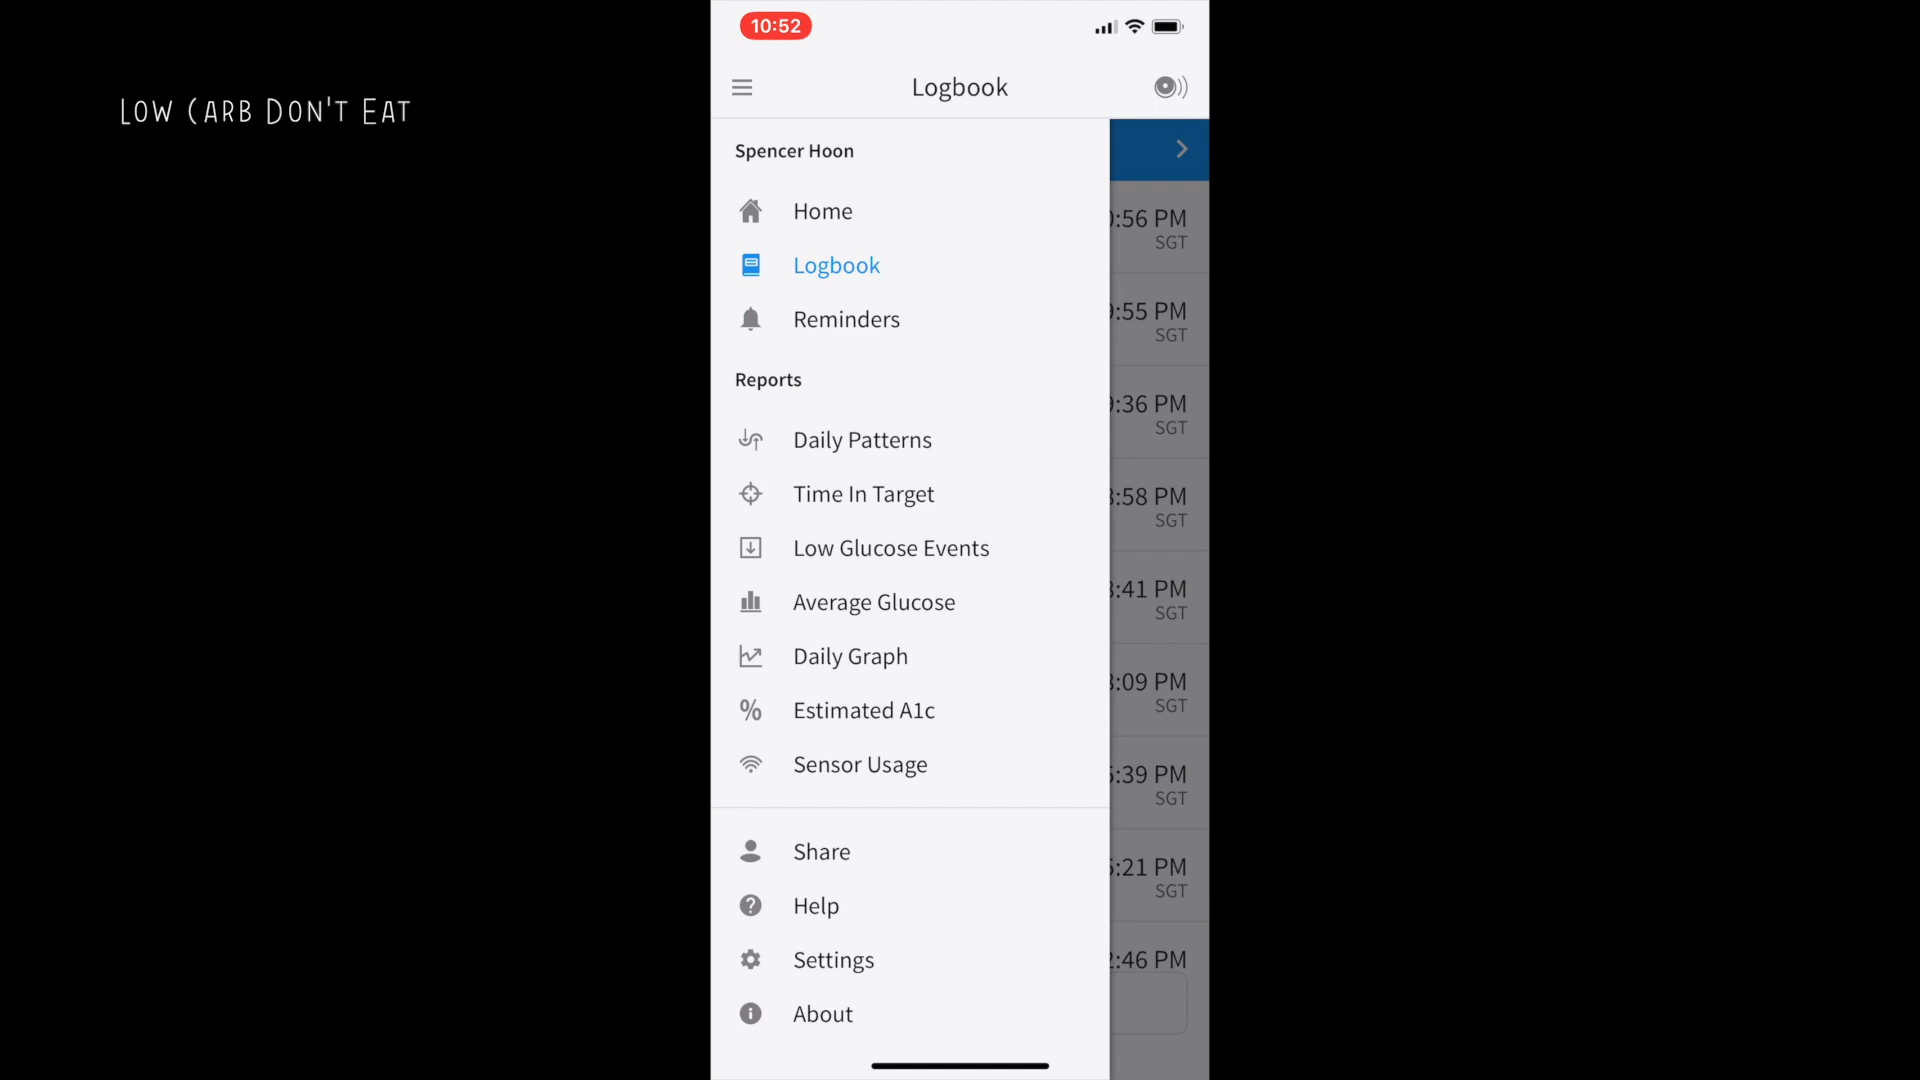 10:52
Low Carb Don't Eat
Logbook
Spencer Hoon
Home
Logbook
Reminders
Reports
Daily Patterns
Time In Target
Low Glucose Events
Average Glucose
Daily Graph
Estimated A1c
Sensor Usage
Share
Help
Settings
About
:56 PM
SGT
:55 PM
SGT
:36 PM
SGT
:58 PM
SGT
:41 PM
SGT
:09 PM
SGT
:39 PM
SGT
:21 PM
SGT
:46 PM